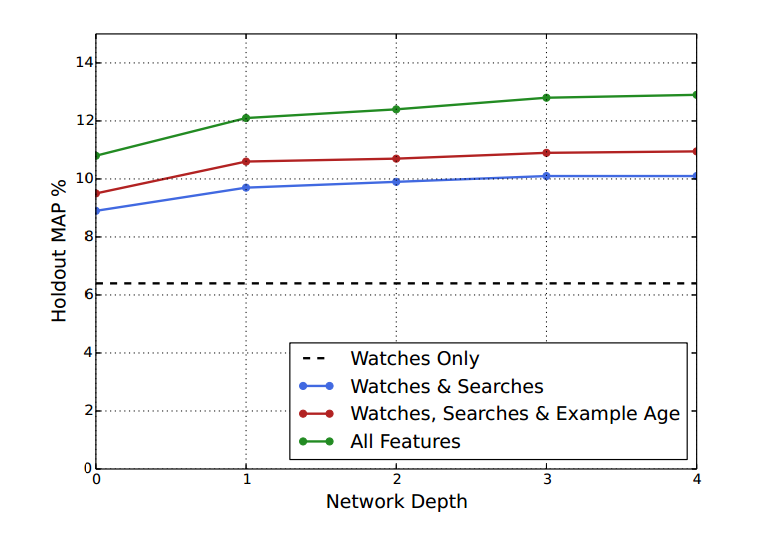 14
12
10
8
6
4
2
0
Holdout MAP %
Watches Only
Watches & Searches
Watches, Searches & Example Age
All Features
0 1 2 3 4
Network Depth